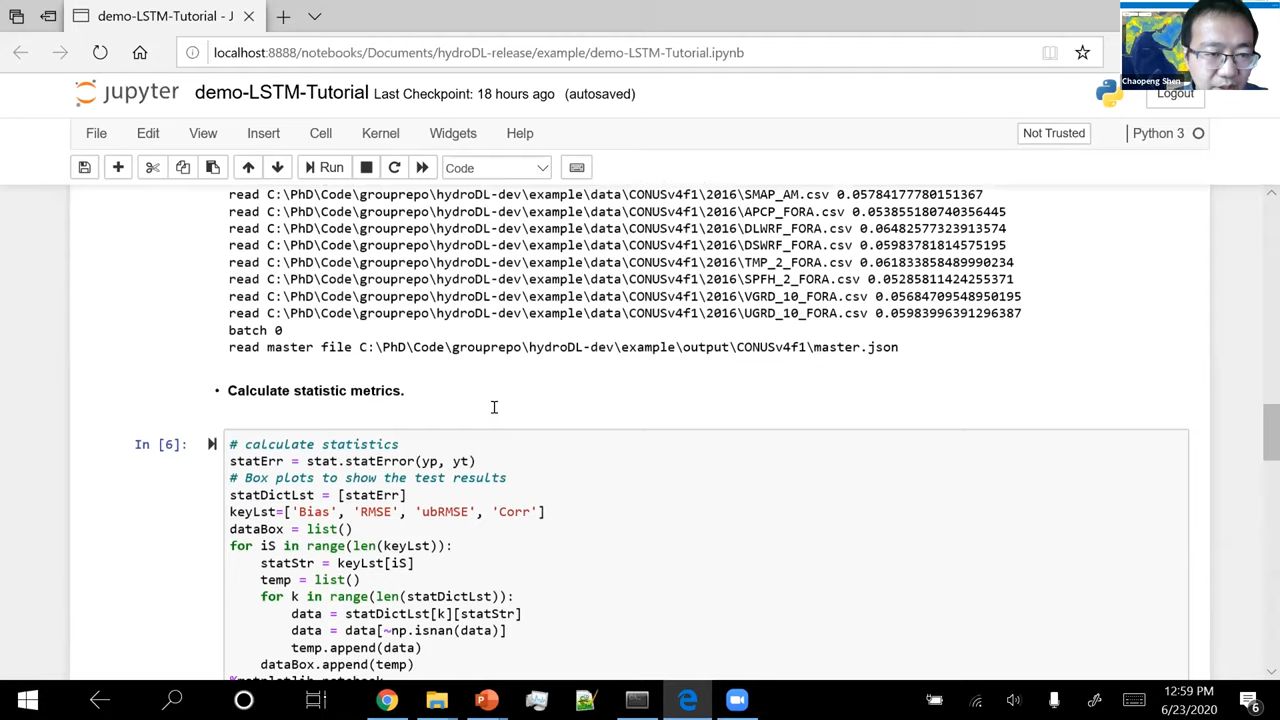 demo-LSTM-Tutorial - J
localhost:8888/notebooks/Documents/hydroDL-release/example/demo-LSTM-Tutorial.ipynb
Chaopeng Shen
jupyter demo-LSTM-Tutorial 8 hours ago (autosaved)
Logout
File Edit View Insert Cell Kernel Widgets Help
Not Trusted
Python 3
Run
Code
read C:\PhD\Code\grouprepo\hydroDL-dev\example\data\CONUSv4f1\2016\SMAP_AM.csv 0.05784177780151367
read C:\PhD\Code\grouprepo\hydroDL-dev\example\data\CONUSv4f1\2016\APCP_FORA.csv 0.053855180740356445
read C:\PhD\Code\grouprepo\hydroDL-dev\example\data\CONUSv4f1\2016\DLWRF_FORA.csv 0.06482577323913574
read C:\PhD\Code\grouprepo\hydroDL-dev\example\data\CONUSv4f1\2016\DSWRF_FORA.csv 0.05983781814575195
read C:\PhD\Code\grouprepo\hydroDL-dev\example\data\CONUSv4f1\2016\TMP_2_FORA.csv 0.061833858489990234
read C:\PhD\Code\grouprepo\hydroDL-dev\example\data\CONUSv4f1\2016\SPFH_2_FORA.csv 0.05285811424255371
read C:\PhD\Code\grouprepo\hydroDL-dev\example\data\CONUSv4f1\2016\VGRD_10_FORA.csv 0.05684709548950195
read C:\PhD\Code\grouprepo\hydroDL-dev\example\data\CONUSv4f1\2016\UGRD_10_FORA.csv 0.05983996391296387
batch 0
read master file C:\PhD\Code\grouprepo\hydroDL-dev\example\output\CONUSv4f1\master.json
• Calculate statistic metrics.
In [6]:
# calculate statistics
statErr = stat.statError(yp, yt)
# Box plots to show the test results
statDictLst = [statErr]
keyLst=['Bias', 'RMSE', 'ubRMSE', 'Corr']
dataBox = list()
for iS in range(len(keyLst)):
statStr = keyLst[iS]
temp = list()
for k in range(len(statDictLst)):
data = statDictLst[k][statStr]
data = data[~np.isnan(data)]
temp.append(data)
dataBox.append(temp)
%matplotlib notebook
12:59 PM
6/23/2020
6